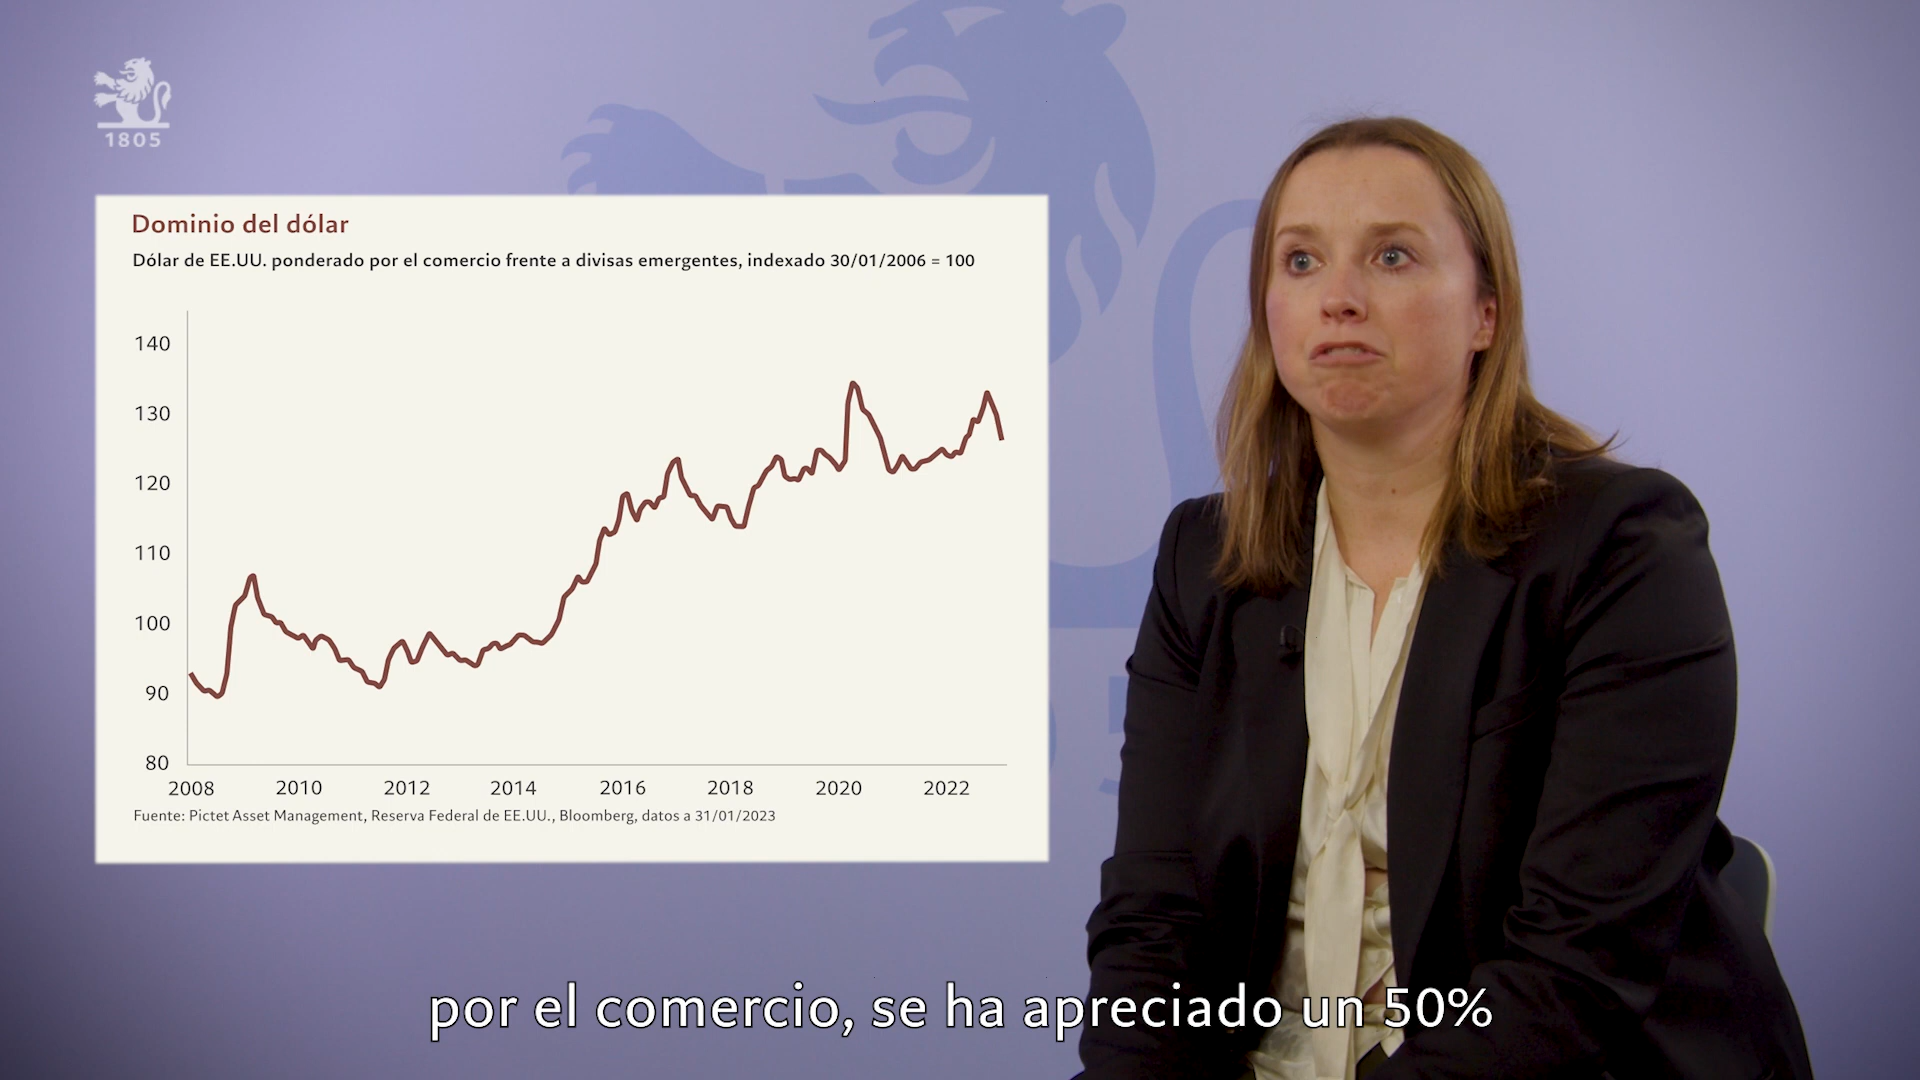 1805
Dominio del dólar
Dólar de EE.UU. ponderado por el comercio frente a divisas emergentes, indexado 30/01/2006 = 100
140
130
120
110
100
90
80
2008 2010 2012 2014 2016 2018 2020 2022
Fuente: Pictet Asset Management, Reserva Federal de EE.UU., Bloomberg, datos a 31/01/2023
por el comercio, se ha apreciado un 50%